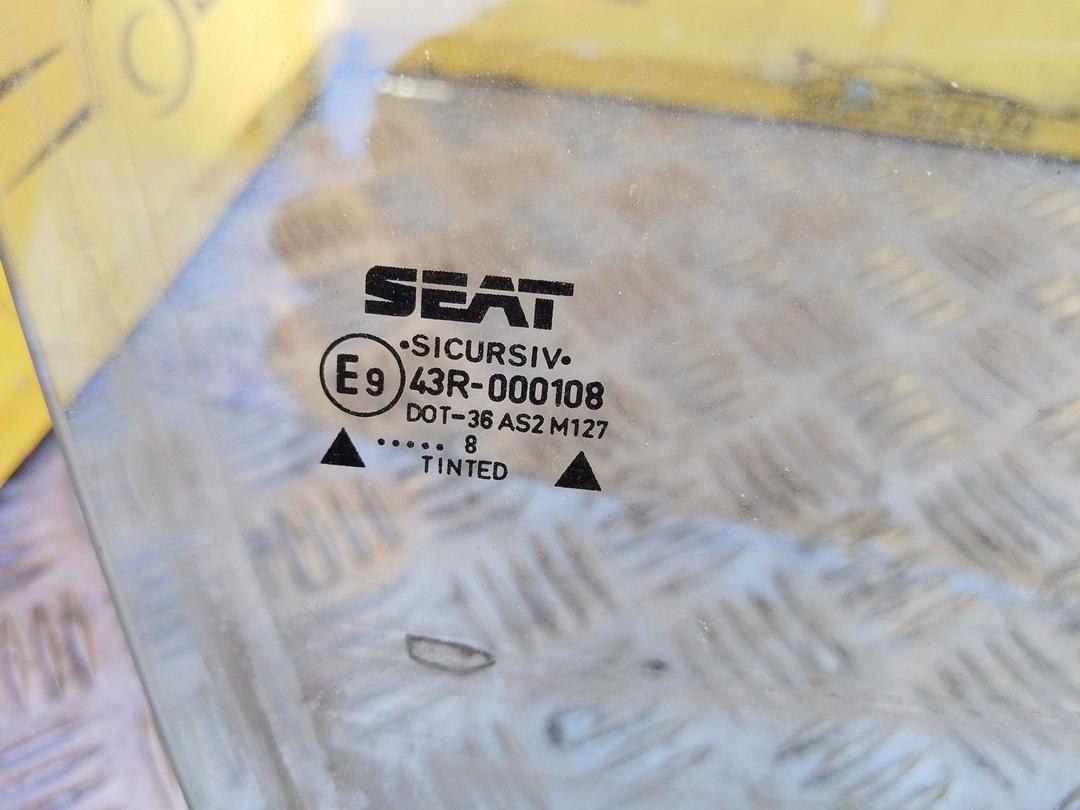 SEAT
•SICURSIV•
E9 43R-000108
DOT-36 AS2 M127
..... 8
TINTED